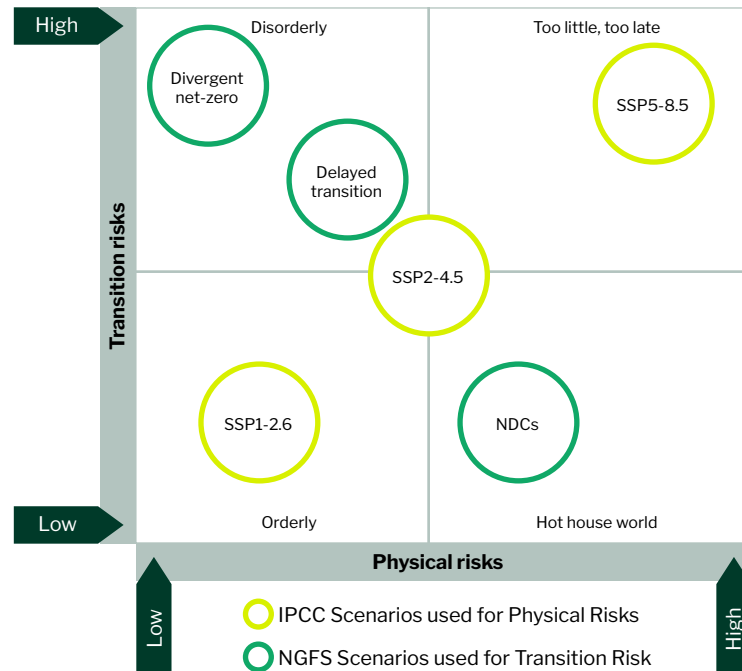 High
Disorderly
Too little, too late
Divergent
net-zero
SSP5-8.5
Delayed
transition
Transition risks
SSP2-4.5
SSP1-2.6
NDCs
Low
Orderly
Hot house world
Physical risks
Low
High
IPCC Scenarios used for Physical Risks
NGFS Scenarios used for Transition Risk